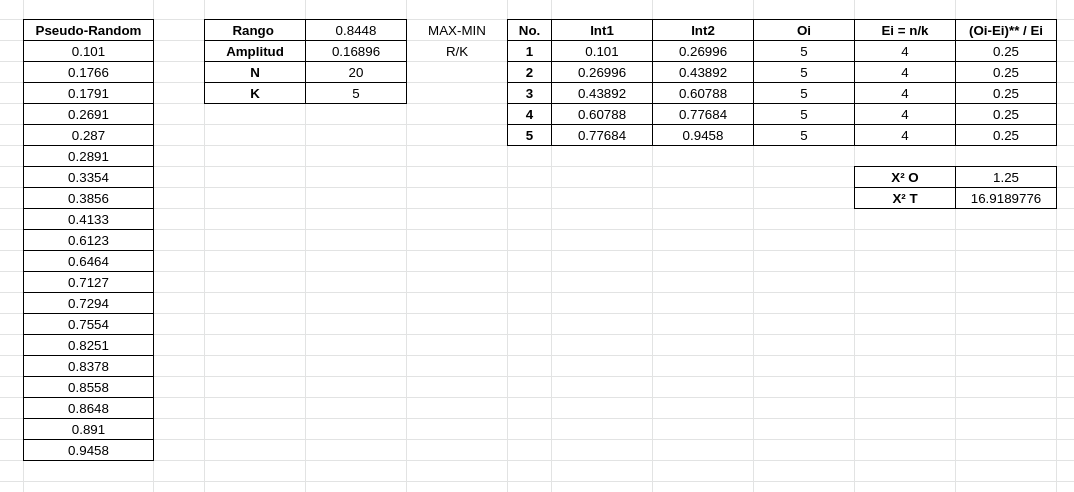 Pseudo-Random Rango 0.8448 MAX-MIN No. Int1 Int2 Oi Ei = n/k (Oi-Ei)** / Ei
0.101 Amplitud 0.16896 R/K 1 0.101 0.26996 5 4 0.25
0.1766 N 20 2 0.26996 0.43892 5 4 0.25
0.1791 K 5 3 0.43892 0.60788 5 4 0.25
0.2691 4 0.60788 0.77684 5 4 0.25
0.287 5 0.77684 0.9458 5 4 0.25
0.2891
0.3354 X² O 1.25
0.3856 X² T 16.9189776
0.4133
0.6123
0.6464
0.7127
0.7294
0.7554
0.8251
0.8378
0.8558
0.8648
0.891
0.9458